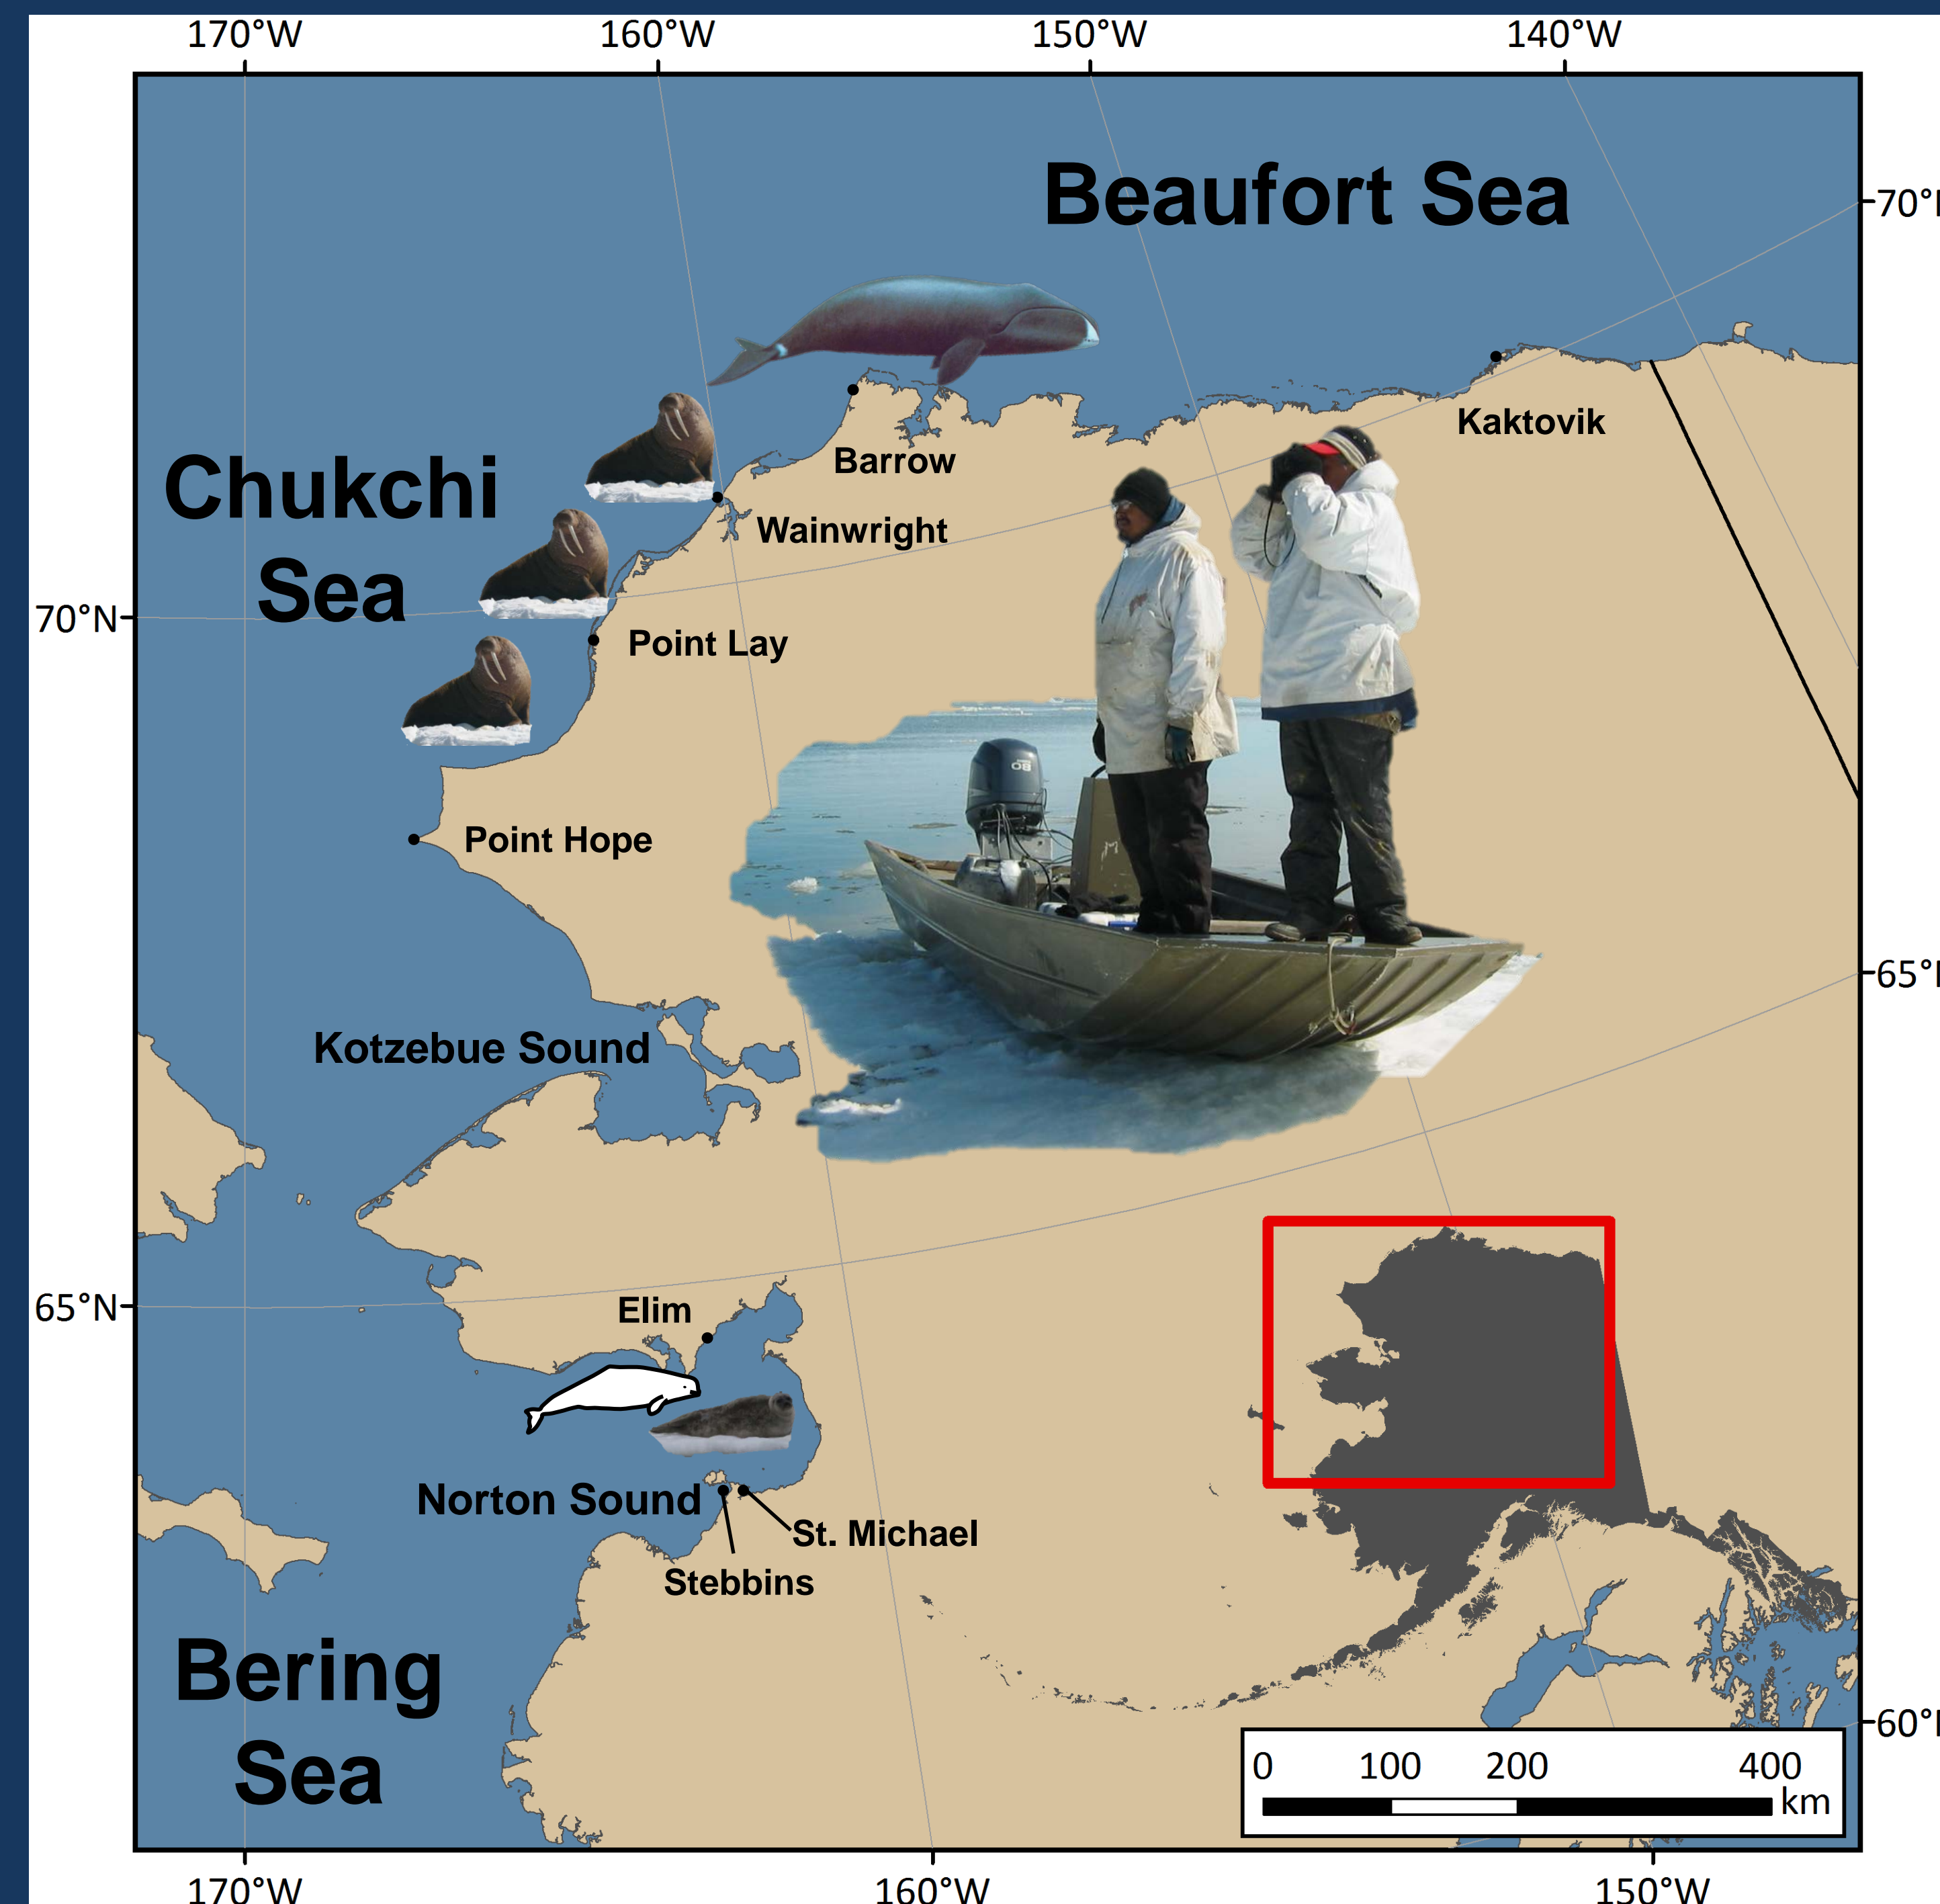 170°W 160°W 150°W 140°W
Beaufort Sea
70°N
Kaktovik
Barrow
Chukchi
Sea
Wainwright
70°N
Point Lay
80
Point Hope
65°N
Kotzebue Sound
65°N
Elim
Norton Sound
St. Michael
Stebbins
Bering
Sea
60°N
0 100 200 400
km
170°W 160°W 150°W